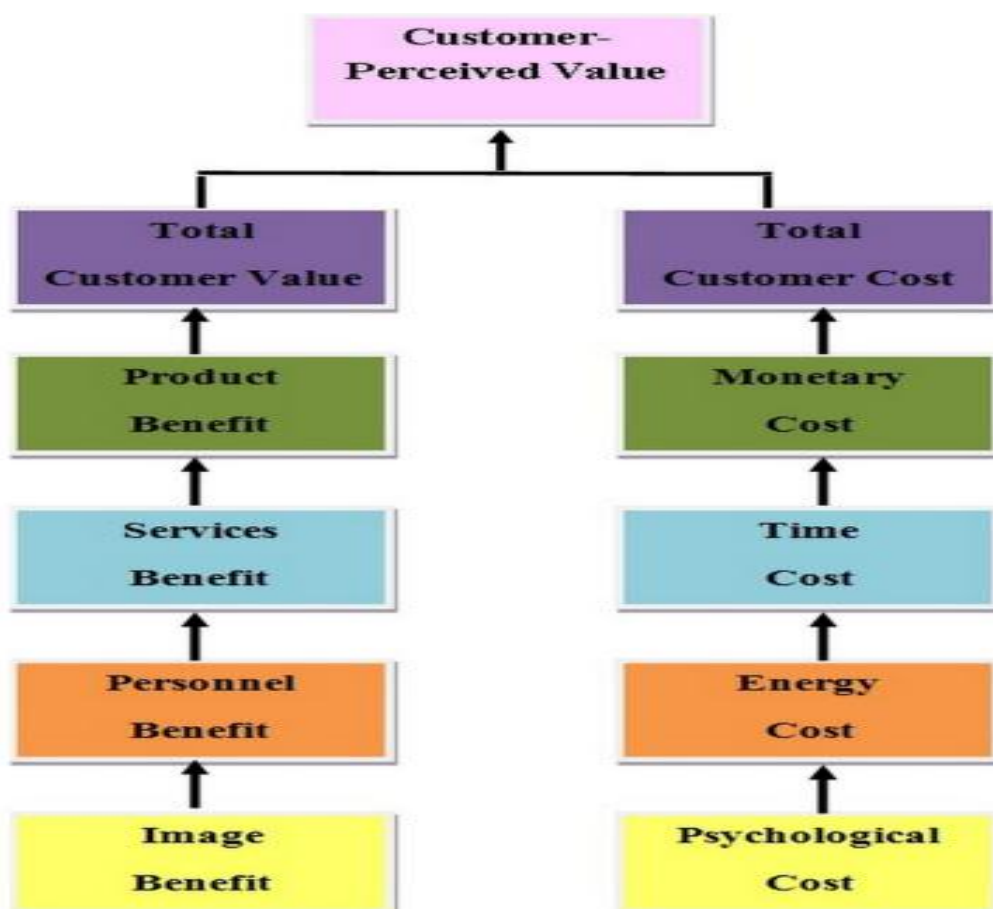 Customer-
Perceived Value
Total
Customer Value
Total
Customer Cost
Product
Benefit
Monetary
Cost
Services
Benefit
Time
Cost
Personnel
Benefit
Energy
Cost
Image
Benefit
Psychological
Cost